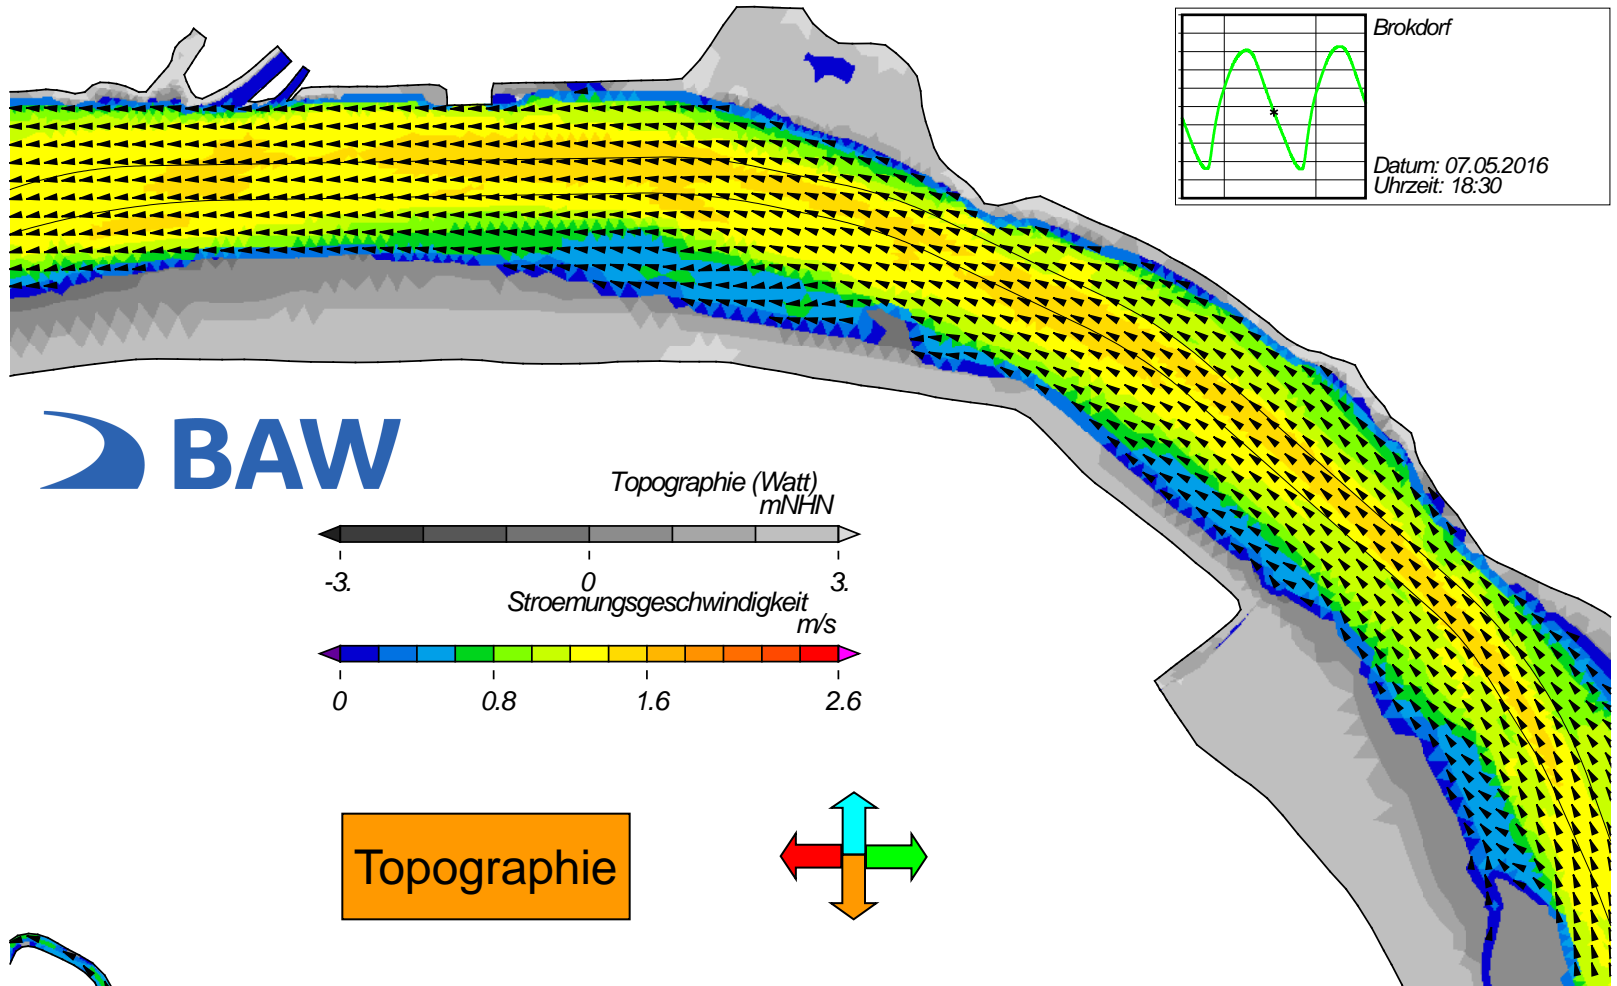 Brokdorf
Datum: 07.05.2016
Uhrzeit: 18:30
BAW
Topographie (Watt)
mNHN
-3. 0 3.
Stroemungsgeschwindigkeit
m/s
0 0.8 1.6 2.6
Topographie